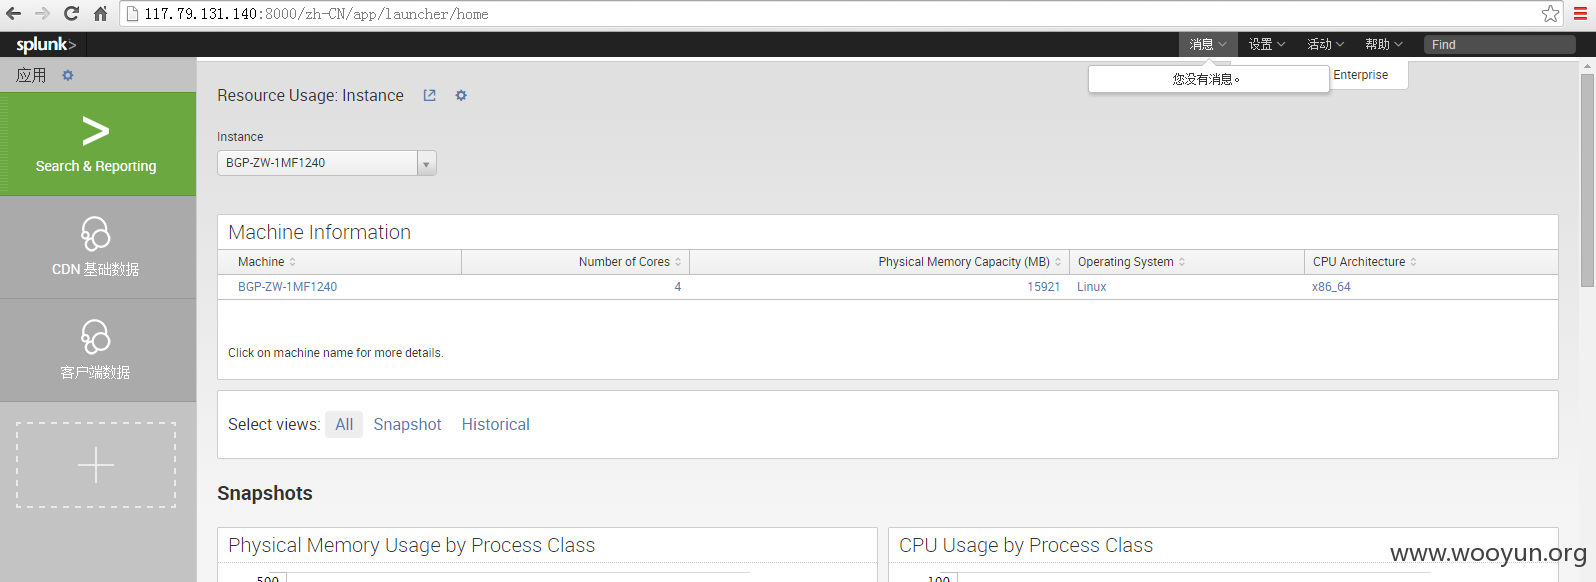 117.79.131.140:8000/zh-CN/app/launcher/home
splunk>
消息
设置
活动
帮助
Find
应用
您没有消息。
Enterprise
Search & Reporting
CDN 基础数据
客户端数据
Resource Usage: Instance
Instance
BGP-ZW-1MF1240
Machine Information
Machine Number of Cores Physical Memory Capacity (MB) Operating System CPU Architecture
BGP-ZW-1MF1240 4 15921 Linux x86_64
Click on machine name for more details.
Select views: All Snapshot Historical
Snapshots
Physical Memory Usage by Process Class
500
CPU Usage by Process Class
100
www.wooyun.org